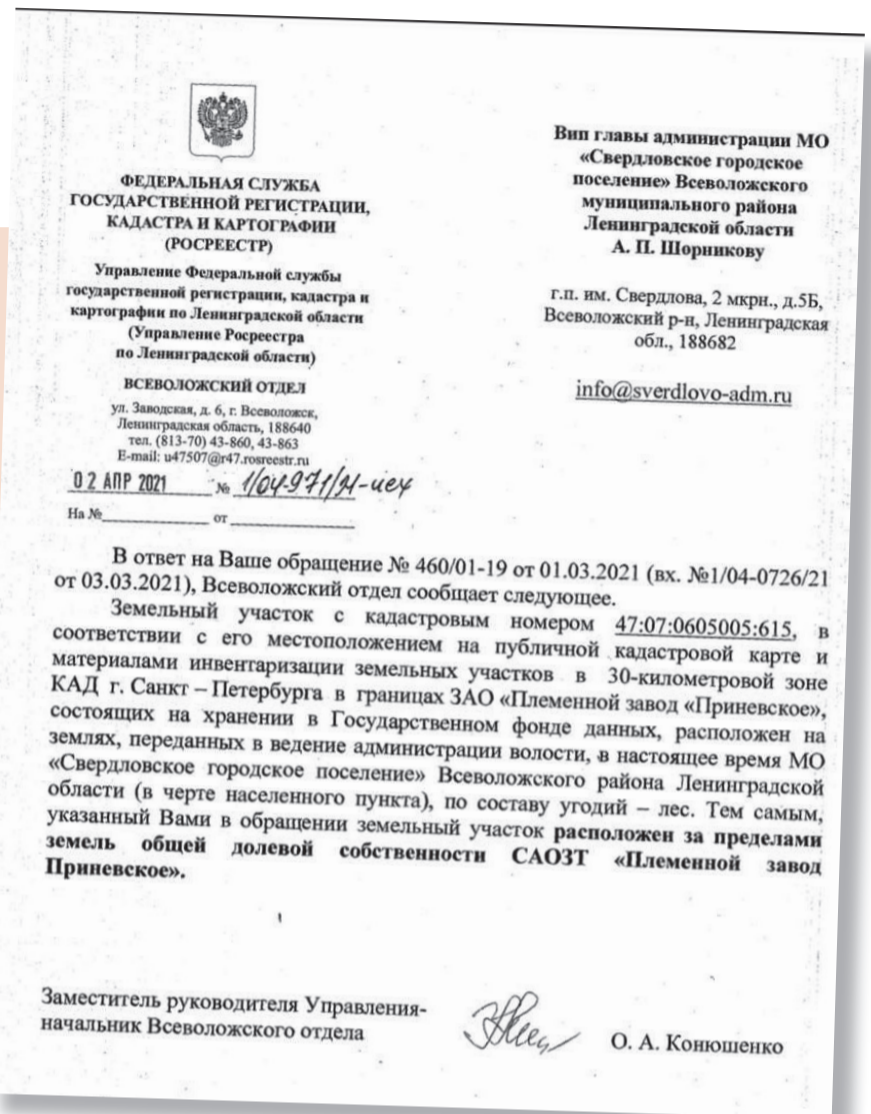 ФЕДЕРАЛЬНАЯ СЛУЖБА
ГОСУДАРСТВЕННОЙ РЕГИСТРАЦИИ,
КАДАСТРА И КАРТОГРАФИИ
(РОСРЕЕСТР)
Управление Федеральной службы
государственной регистрации, кадастра и
картографии по Ленинградской области
(Управление Росреестра
по Ленинградской области)
ВСЕВОЛОЖСКИЙ ОТДЕЛ
ул. Заводская, д. 6, г. Всеволожск,
Ленинградская область, 188640
тел. (813-70) 43-860, 43-863
E-mail: u47507@r47.rosreestr.ru
02 АПР 2021 № 1/04-971/21-исх
На №__________ от __________
Вип главы администрации МО
«Свердловское городское
поселение» Всеволожского
муниципального района
Ленинградской области
А. П. Шорникову
г.п. им. Свердлова, 2 мкрн., д.5Б,
Всеволожский р-н, Ленинградская
обл., 188682
info@sverdlovo-adm.ru
В ответ на Ваше обращение № 460/01-19 от 01.03.2021 (вх. №1/04-0726/21
от 03.03.2021), Всеволожский отдел сообщает следующее.
Земельный участок с кадастровым номером 47:07:0605005:615, в
соответствии с его местоположением на публичной кадастровой карте и
материалами инвентаризации земельных участков в 30-километровой зоне
КАД г. Санкт – Петербурга в границах ЗАО «Племенной завод «Приневское»,
состоящих на хранении в Государственном фонде данных, расположен на
землях, переданных в ведение администрации волости, в настоящее время МО
«Свердловское городское поселение» Всеволожского района Ленинградской
области (в черте населенного пункта), по составу угодий – лес. Тем самым,
указанный Вами в обращении земельный участок расположен за пределами
земель общей долевой собственности САОЗТ «Племенной завод
Приневское».
Заместитель руководителя Управления-
начальник Всеволожского отдела
О. А. Конюшенко